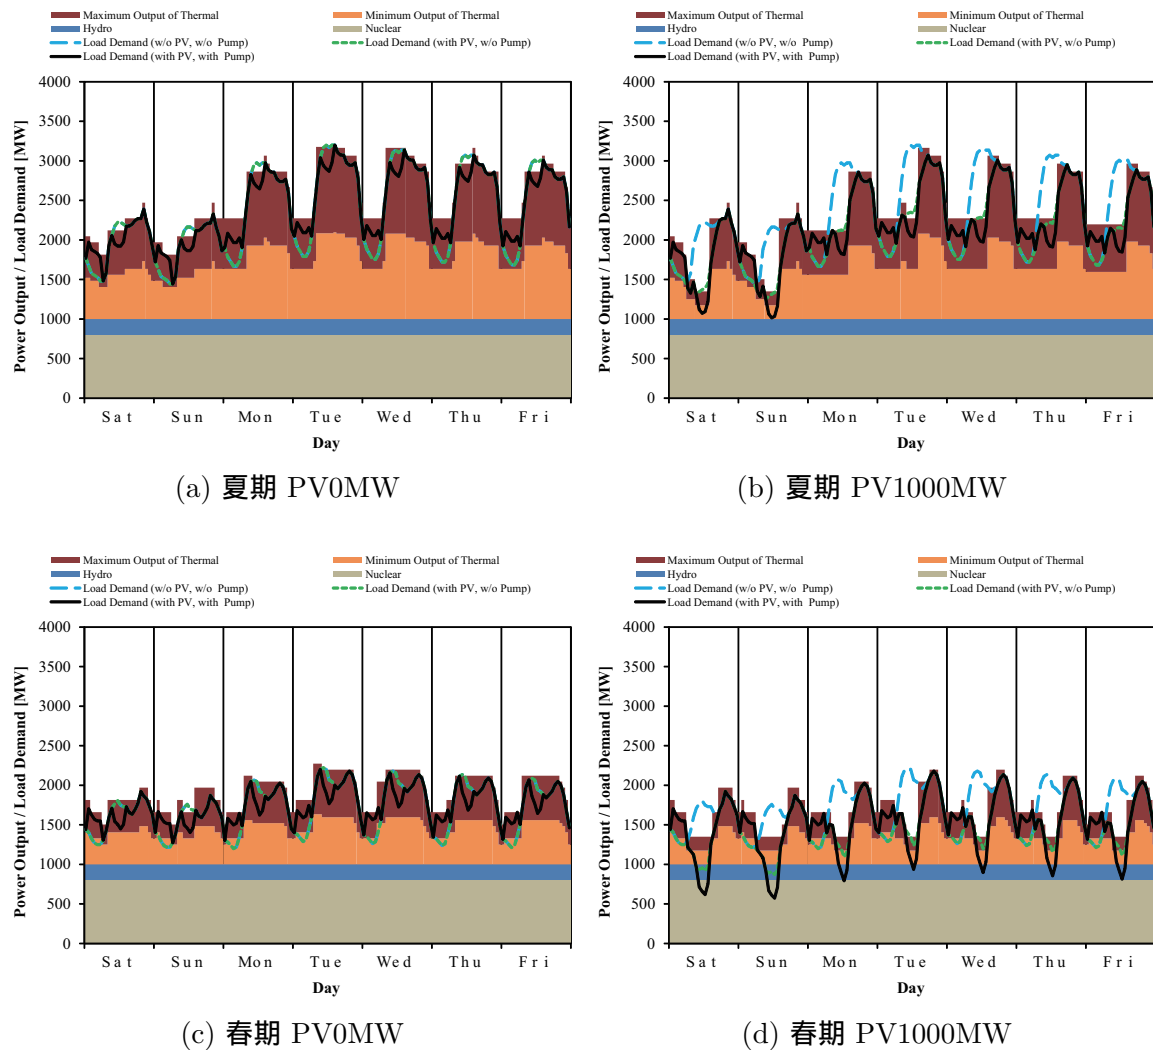 Maximum Output of Thermal
Minimum Output of Thermal
Hydro
Nuclear
Load Demand (w/o PV, w/o Pump)
Load Demand (with PV, w/o Pump)
Load Demand (with PV, with Pump)
Power Output / Load Demand [MW]
4000
3500
3000
2500
2000
1500
1000
500
0
Sat Sun Mon Tue Wed Thu Fri
Day
(a) 夏期 PV0MW
Maximum Output of Thermal
Minimum Output of Thermal
Hydro
Nuclear
Load Demand (w/o PV, w/o Pump)
Load Demand (with PV, w/o Pump)
Load Demand (with PV, with Pump)
Power Output / Load Demand [MW]
4000
3500
3000
2500
2000
1500
1000
500
0
Sat Sun Mon Tue Wed Thu Fri
Day
(b) 夏期 PV1000MW
Maximum Output of Thermal
Minimum Output of Thermal
Hydro
Nuclear
Load Demand (w/o PV, w/o Pump)
Load Demand (with PV, w/o Pump)
Load Demand (with PV, with Pump)
Power Output / Load Demand [MW]
4000
3500
3000
2500
2000
1500
1000
500
0
Sat Sun Mon Tue Wed Thu Fri
Day
(c) 春期 PV0MW
Maximum Output of Thermal
Minimum Output of Thermal
Hydro
Nuclear
Load Demand (w/o PV, w/o Pump)
Load Demand (with PV, w/o Pump)
Load Demand (with PV, with Pump)
Power Output / Load Demand [MW]
4000
3500
3000
2500
2000
1500
1000
500
0
Sat Sun Mon Tue Wed Thu Fri
Day
(d) 春期 PV1000MW